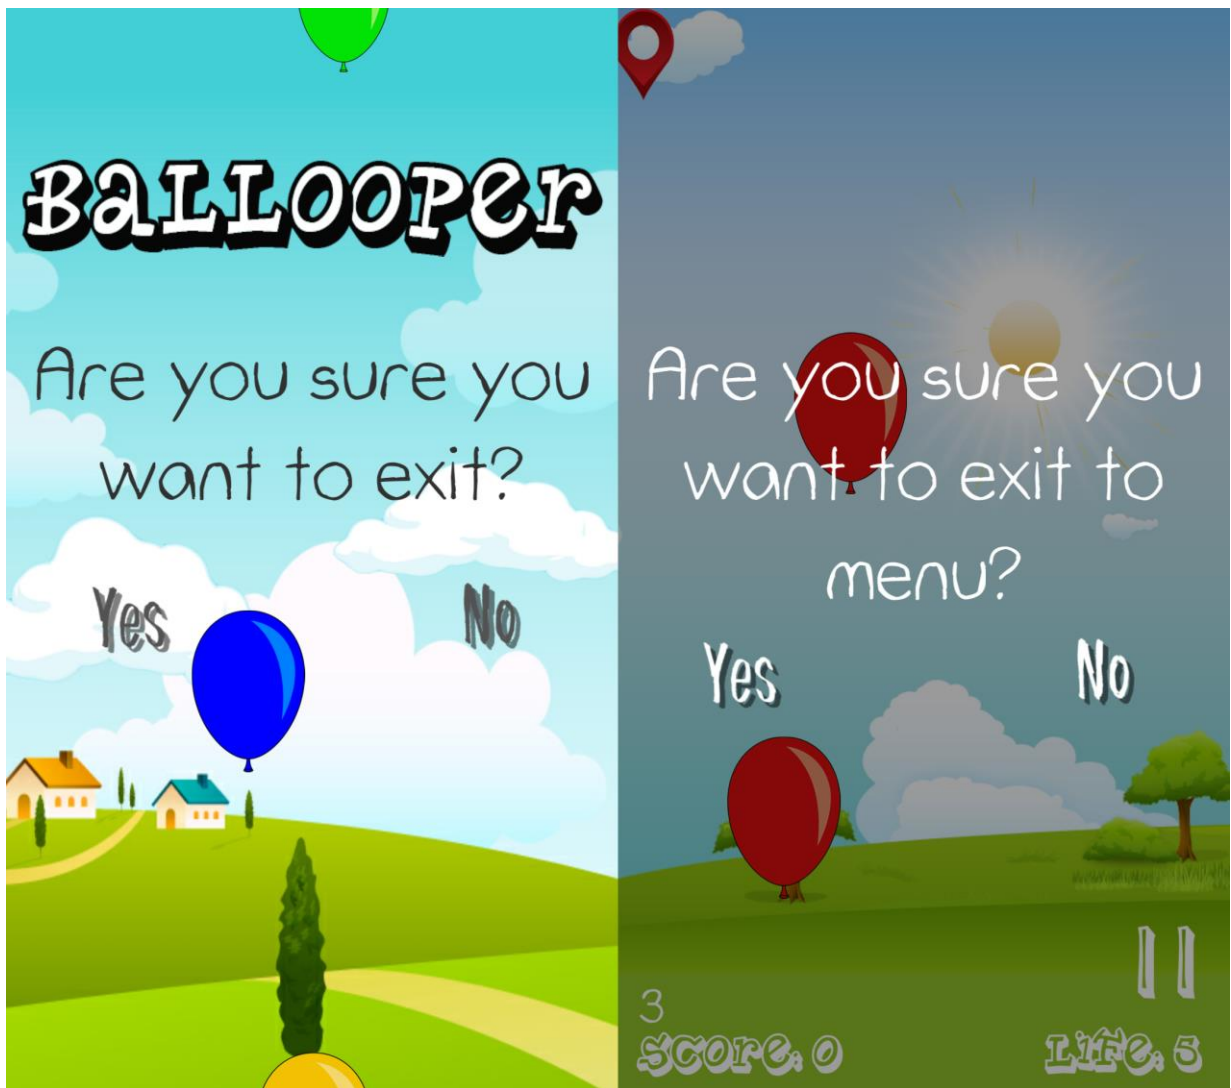 Ballooper
Are you sure you
want to exit?
Yes No
Are you sure you
want to exit to
menu?
Yes No
3
Score: 0 Life: 5